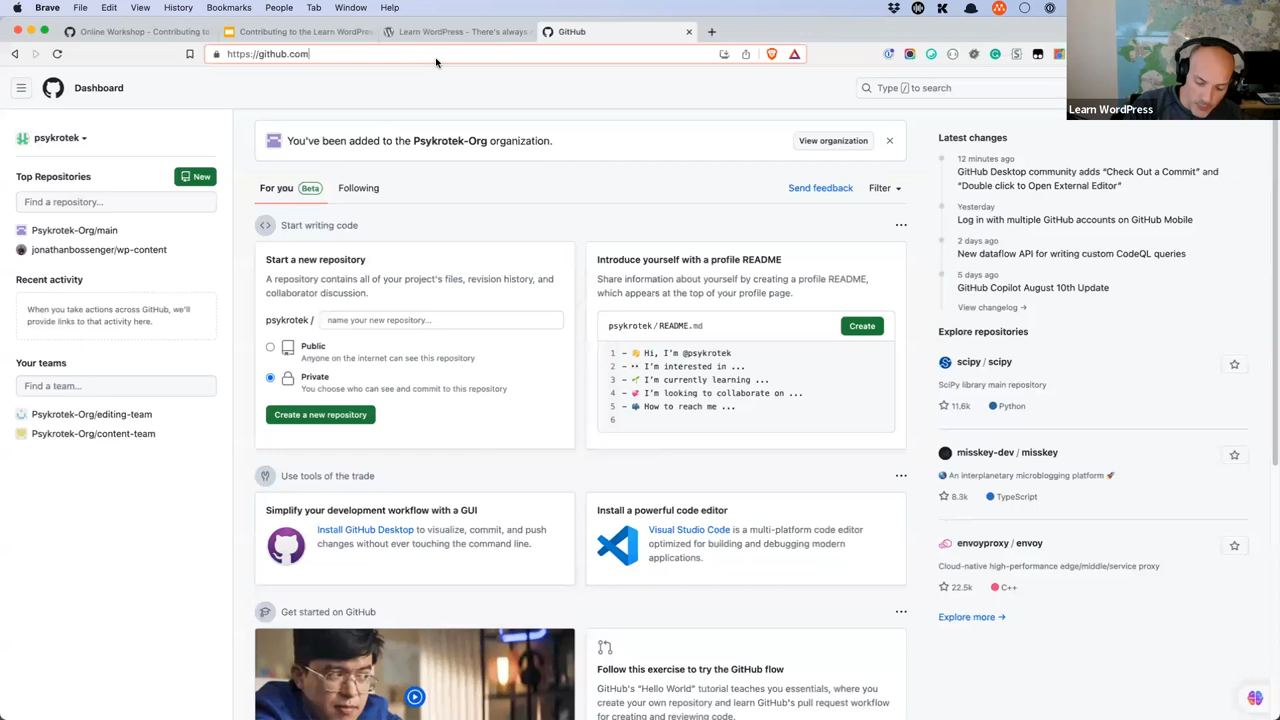 Brave File Edit View History Bookmarks People Tab Window Help
Online Workshop - Contributing to
Contributing to the Learn WordPre
Learn WordPress - There's always
GitHub
https://github.com
Dashboard
Type / to search
Learn WordPress
psykrotek
Top Repositories
New
Find a repository...
Psykrotek-Org/main
jonathanbossenger/wp-content
Recent activity
When you take actions across GitHub, we'll
provide links to that activity here.
Your teams
Find a team...
Psykrotek-Org/editing-team
Psykrotek-Org/content-team
You've been added to the Psykrotek-Org organization.
View organization
For you Beta
Following
Send feedback
Filter
Start writing code
Start a new repository
A repository contains all of your project's files, revision history, and
collaborator discussion.
psykrotek / name your new repository...
Public
Anyone on the internet can see this repository
Private
You choose who can see and commit to this repository
Create a new repository
Introduce yourself with a profile README
Share information about yourself by creating a profile README,
which appears at the top of your profile page.
psykrotek / README.md
Create
1 - 👋 Hi, I'm @psykrotek
2 - 👀 I'm interested in ...
3 - 🌱 I'm currently learning ...
4 - 💞️ I'm looking to collaborate on ...
5 - 📫 How to reach me ...
6
Use tools of the trade
Simplify your development workflow with a GUI
Install GitHub Desktop to visualize, commit, and push
changes without ever touching the command line.
Install a powerful code editor
Visual Studio Code is a multi-platform code editor
optimized for building and debugging modern
applications.
Get started on GitHub
Follow this exercise to try the GitHub flow
GitHub's "Hello World" tutorial teaches you essentials, where you
create your own repository and learn GitHub's pull request workflow
for creating and reviewing code.
Latest changes
12 minutes ago
GitHub Desktop community adds "Check Out a Commit" and
"Double click to Open External Editor"
Yesterday
Log in with multiple GitHub accounts on GitHub Mobile
2 days ago
New dataflow API for writing custom CodeQL queries
5 days ago
GitHub Copilot August 10th Update
View changelog →
Explore repositories
scipy / scipy
SciPy library main repository
11.6k Python
misskey-dev / misskey
🌎 An interplanetary microblogging platform 🚀
8.3k TypeScript
envoyproxy / envoy
Cloud-native high-performance edge/middle/service proxy
22.5k C++
Explore more →